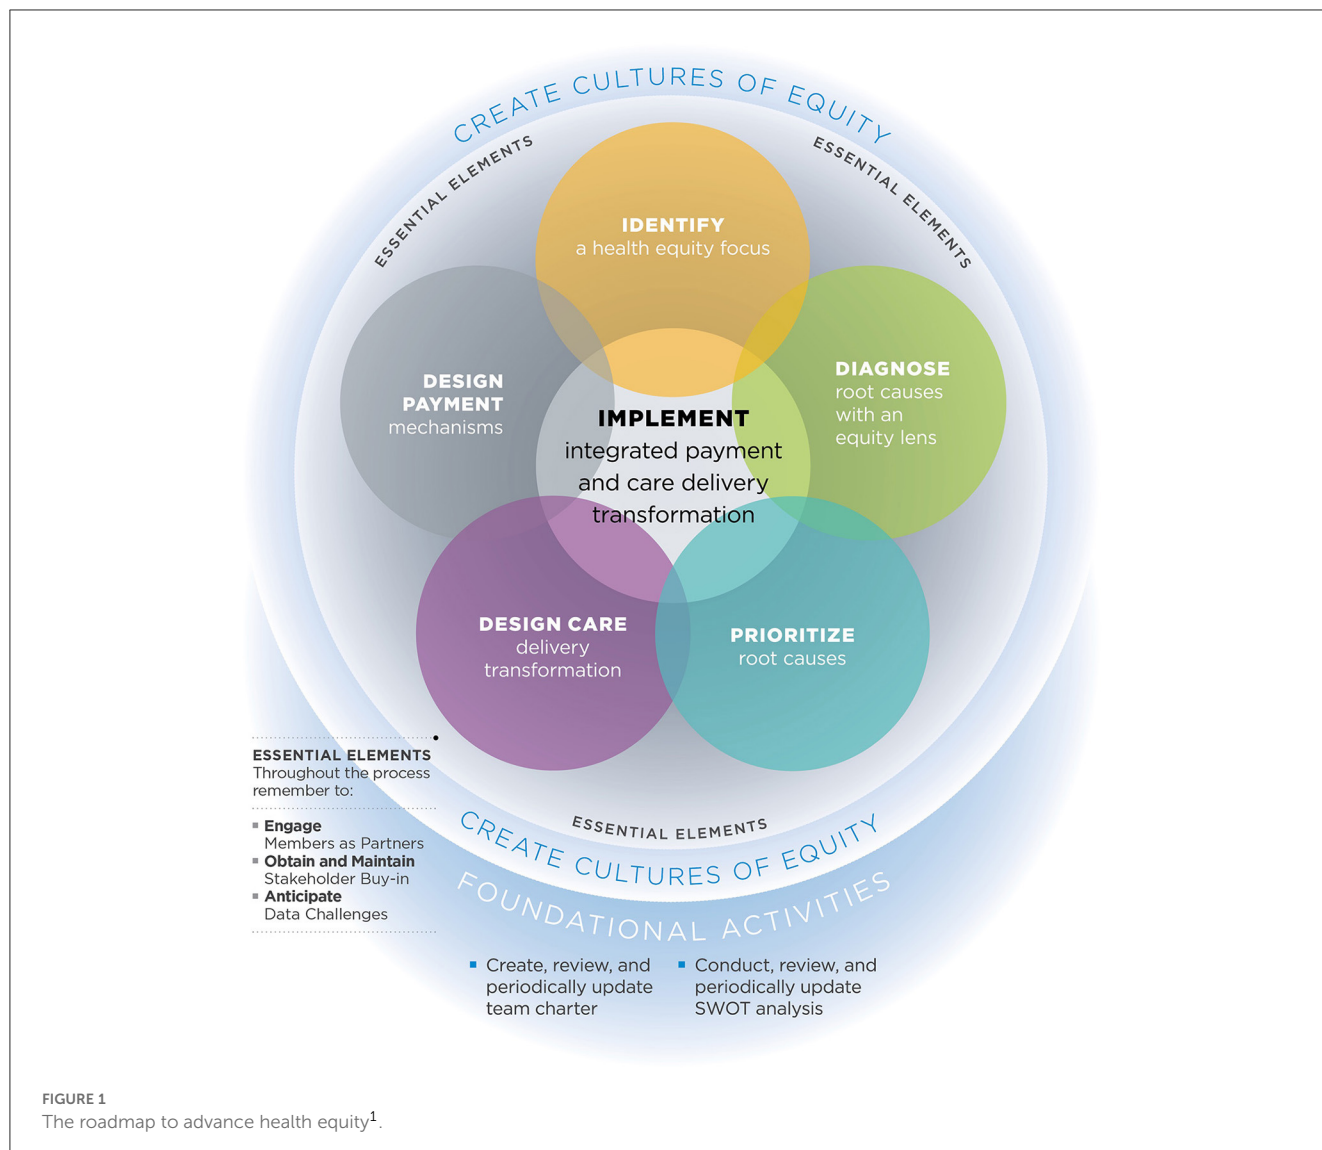 CREATE CULTURES OF EQUITY
ESSENTIAL ELEMENTS
ESSENTIAL ELEMENTS
IDENTIFY
a health equity focus
DIAGNOSE
root causes
with an
equity lens
DESIGN
PAYMENT
mechanisms
IMPLEMENT
integrated payment
and care delivery
transformation
DESIGN CARE
delivery
transformation
PRIORITIZE
root causes
ESSENTIAL ELEMENTS
Throughout the process
remember to:
▪ Engage
Members as Partners
▪ Obtain and Maintain
Stakeholder Buy-in
▪ Anticipate
Data Challenges
ESSENTIAL ELEMENTS
CREATE CULTURES OF EQUITY
FOUNDATIONAL ACTIVITIES
▪ Create, review, and
periodically update
team charter
▪ Conduct, review, and
periodically update
SWOT analysis
FIGURE 1
The roadmap to advance health equity¹.